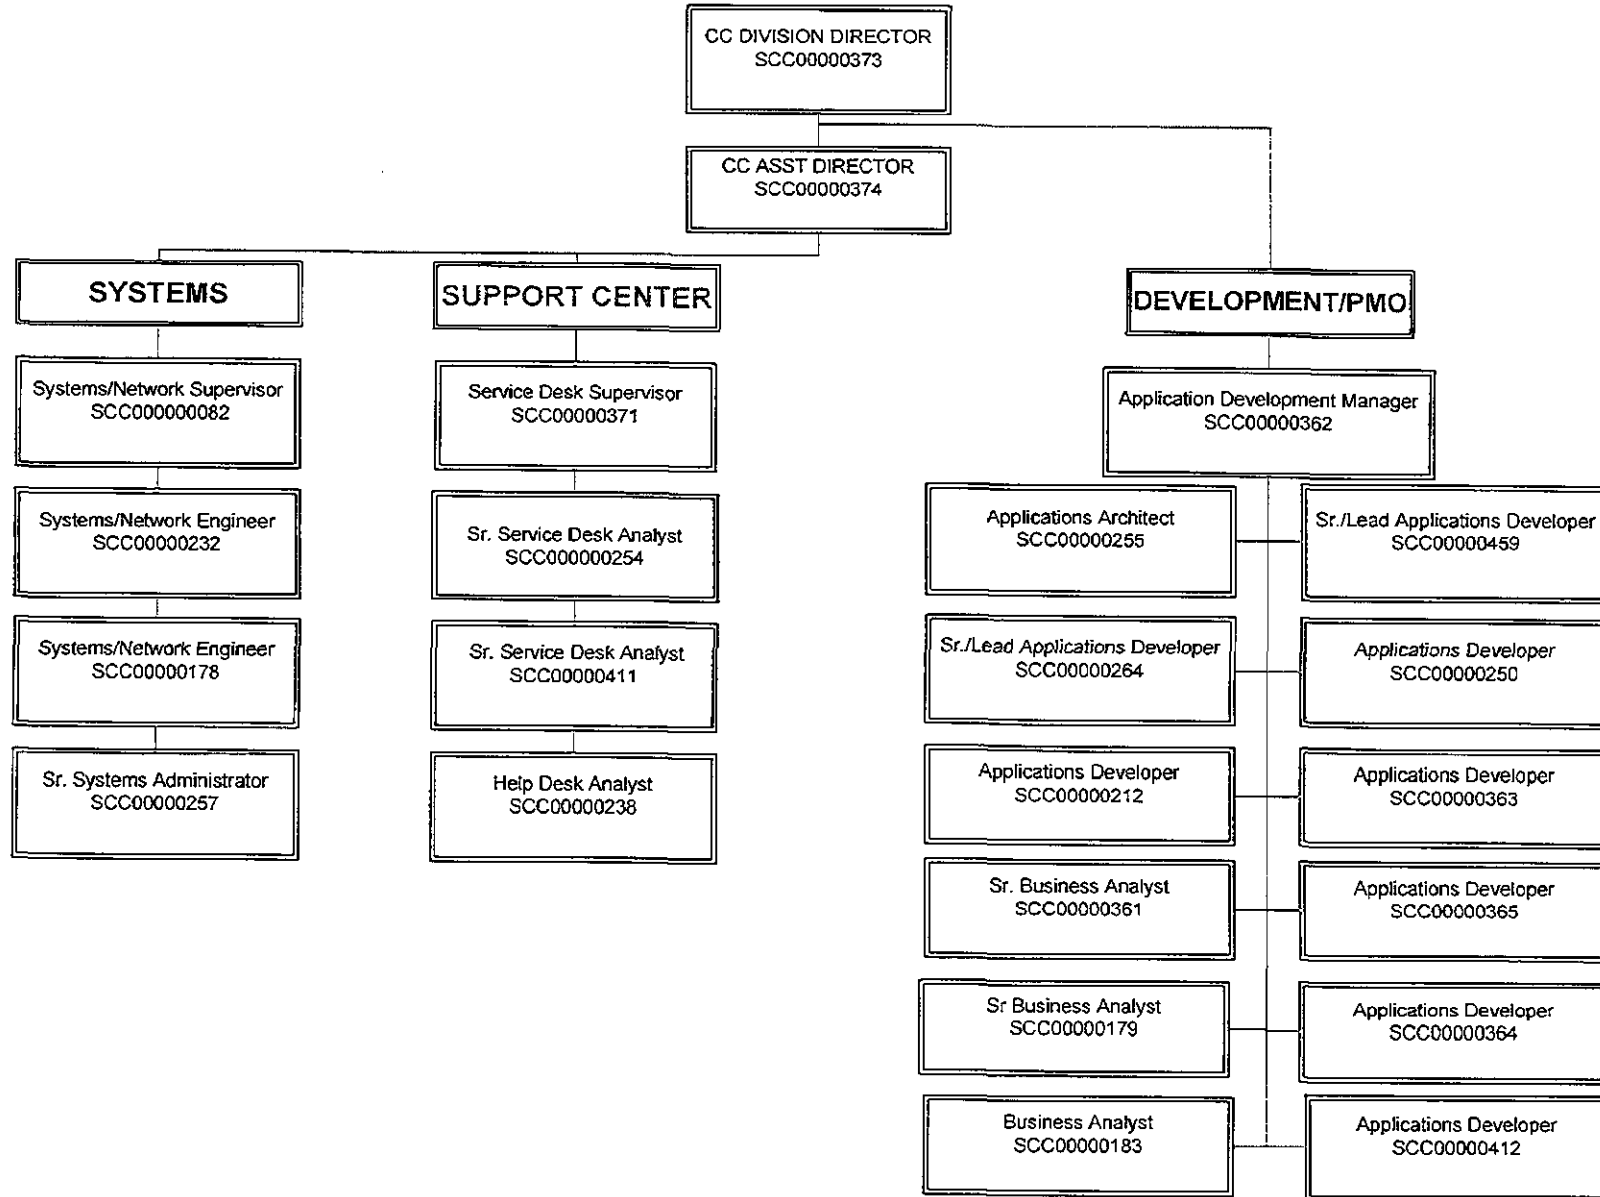 CC DIVISION DIRECTOR
SCC00000373
CC ASST DIRECTOR
SCC00000374
SYSTEMS
Systems/Network Supervisor
SCC000000082
Systems/Network Engineer
SCC00000232
Systems/Network Engineer
SCC00000178
Sr. Systems Administrator
SCC00000257
SUPPORT CENTER
Service Desk Supervisor
SCC00000371
Sr. Service Desk Analyst
SCC000000254
Sr. Service Desk Analyst
SCC00000411
Help Desk Analyst
SCC00000238
DEVELOPMENT/PMO
Application Development Manager
SCC00000362
Applications Architect
SCC00000255
Sr./Lead Applications Developer
SCC00000459
Sr./Lead Applications Developer
SCC00000264
Applications Developer
SCC00000250
Applications Developer
SCC00000212
Applications Developer
SCC00000363
Sr. Business Analyst
SCC00000361
Applications Developer
SCC00000365
Sr Business Analyst
SCC00000179
Applications Developer
SCC00000364
Business Analyst
SCC00000183
Applications Developer
SCC00000412